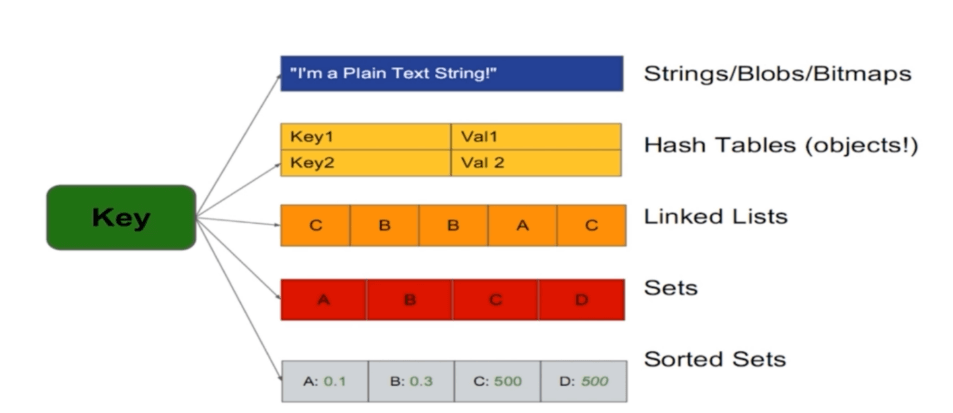 "I'm a Plain Text String!"
Strings/Blobs/Bitmaps
Key1 Val1
Key2 Val 2
Hash Tables (objects!)
Key
C B B A C
Linked Lists
A B C D
Sets
A: 0.1 B: 0.3 C: 500 D: 500
Sorted Sets